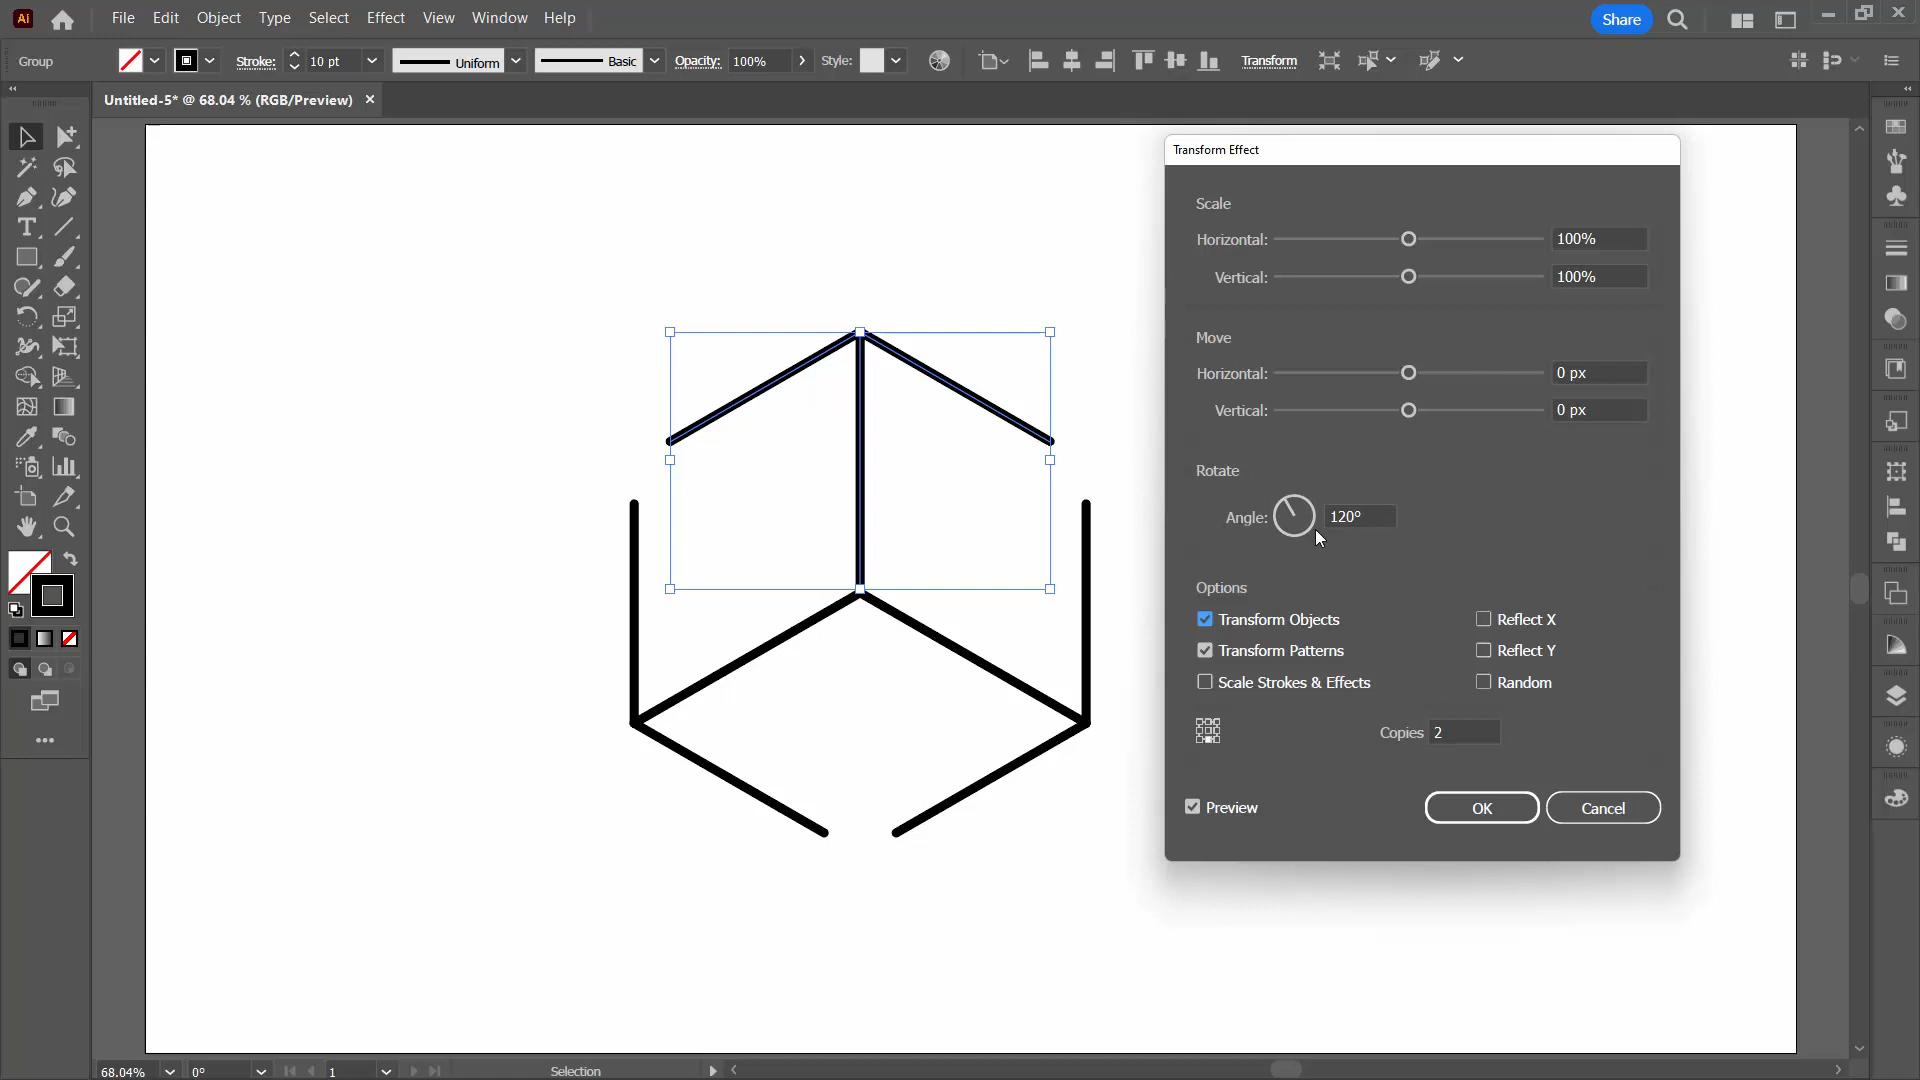 Ai File Edit Object Type Select Effect View Window Help Share
Group Stroke: 10 pt Uniform Basic Opacity: 100% Style: Transform
Untitled-5* @ 68.04 % (RGB/Preview) ×
Transform Effect
Scale
Horizontal: 100%
Vertical: 100%
Move
Horizontal: 0 px
Vertical: 0 px
Rotate
Angle: 120°
Options
Transform Objects Reflect X
Transform Patterns Reflect Y
Scale Strokes & Effects Random
Copies 2
Preview OK Cancel
68.04% 0° 1 Selection